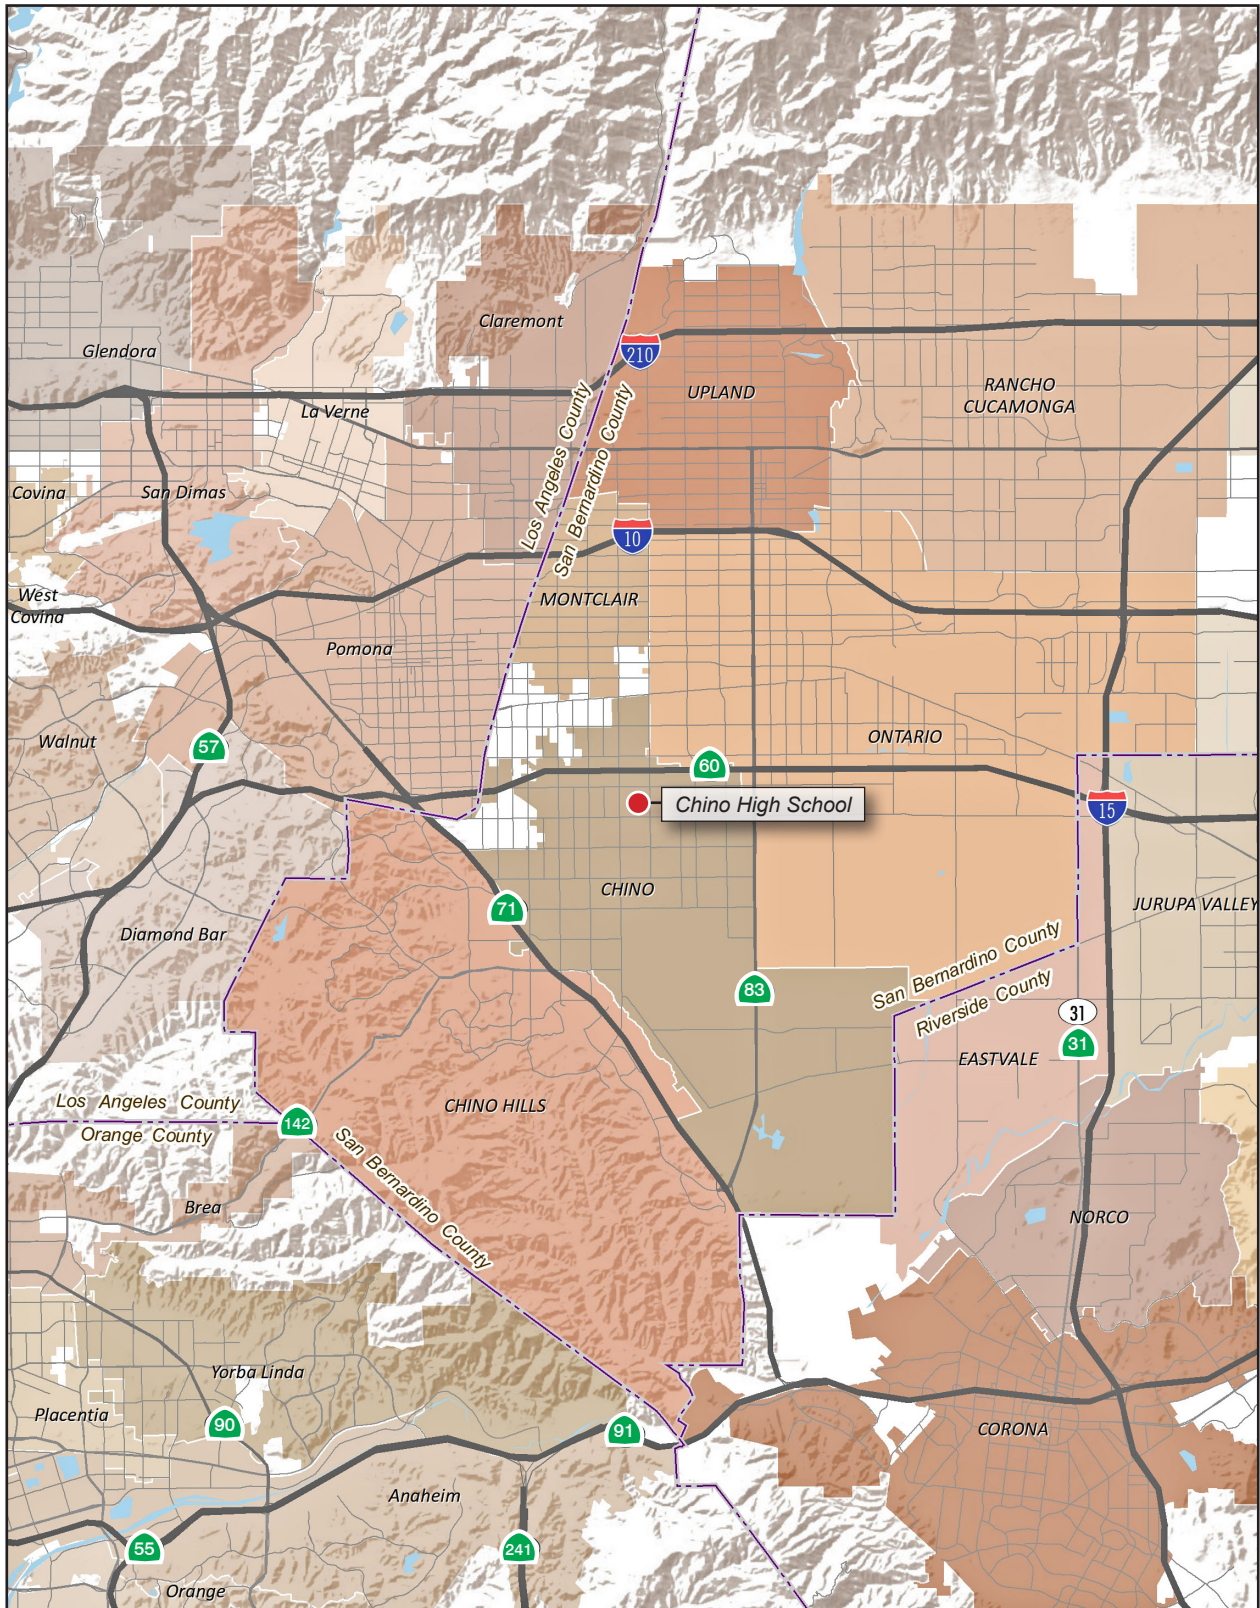 Claremont
Glendora
210
UPLAND
RANCHO
CUCAMONGA
La Verne
Los Angeles County
San Bernardino County
Covina
San Dimas
10
West
Covina
MONTCLAIR
Pomona
Walnut
57
ONTARIO
60
Chino High School
15
CHINO
71
JURUPA VALLEY
Diamond Bar
83
San Bernardino County
Riverside County
31
31
EASTVALE
Los Angeles County
Orange County
142
CHINO HILLS
San Bernardino County
Brea
NORCO
Yorba Linda
Placentia
90
91
CORONA
Anaheim
55
241
Orange